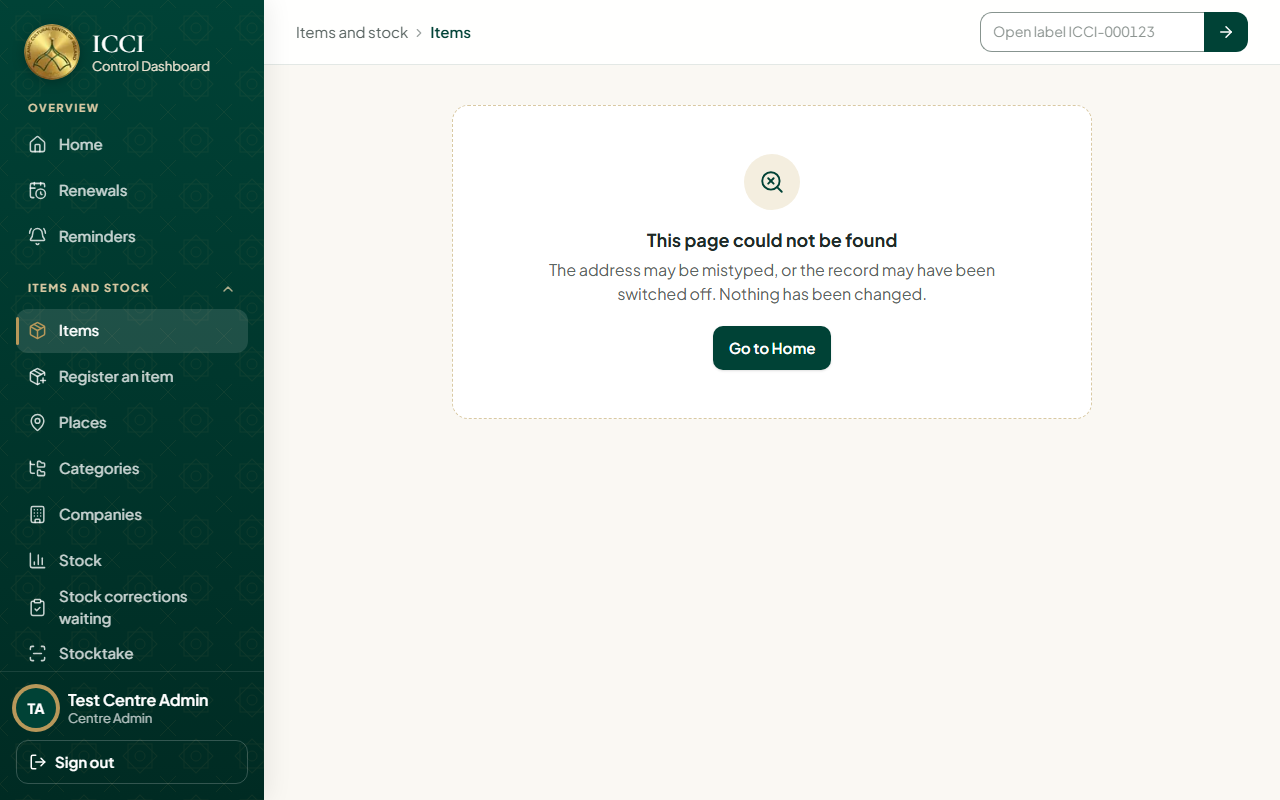 ICCI
Control Dashboard
OVERVIEW
Home
Renewals
Reminders
ITEMS AND STOCK
Items
Register an item
Places
Categories
Companies
Stock
Stock corrections
waiting
Stocktake
TA
Test Centre Admin
Centre Admin
Sign out
Items and stock > Items
Open label ICCI-000123
This page could not be found
The address may be mistyped, or the record may have been
switched off. Nothing has been changed.
Go to Home